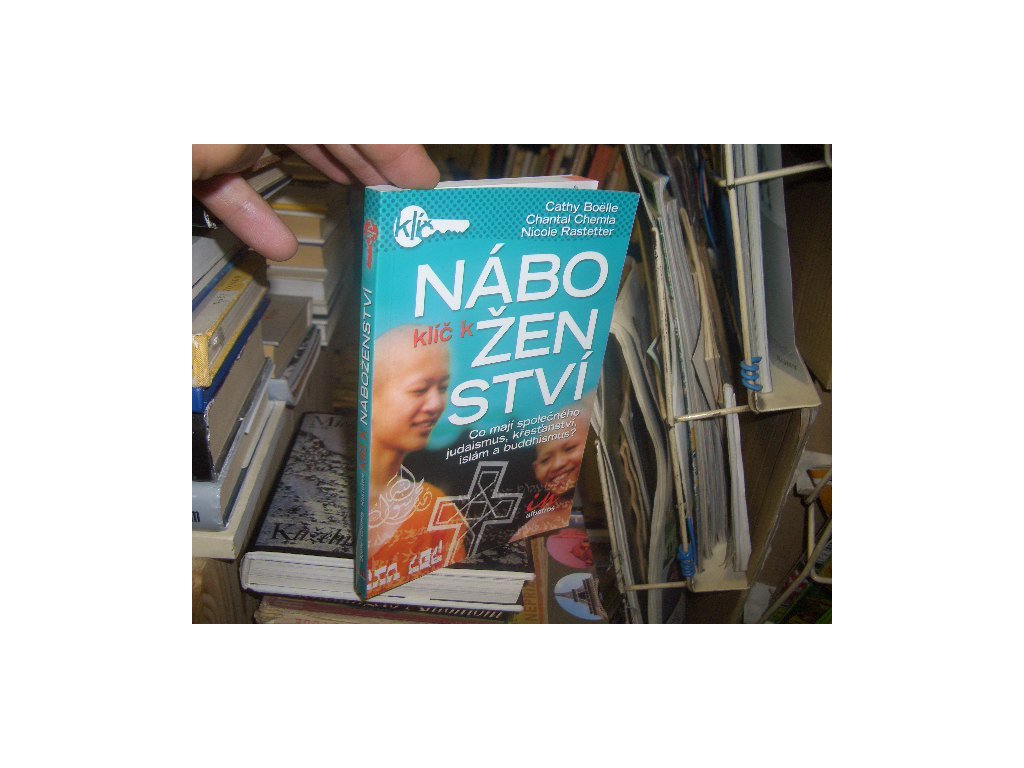 klíč
Cathy Boëlle
Chantal Chemla
Nicole Rastetter
NÁBO
klíč k ŽEN
STVÍ
Co mají společného
judaismus, křesťanství,
islám a buddhismus?
albatros
NÁBOŽENSTVÍ